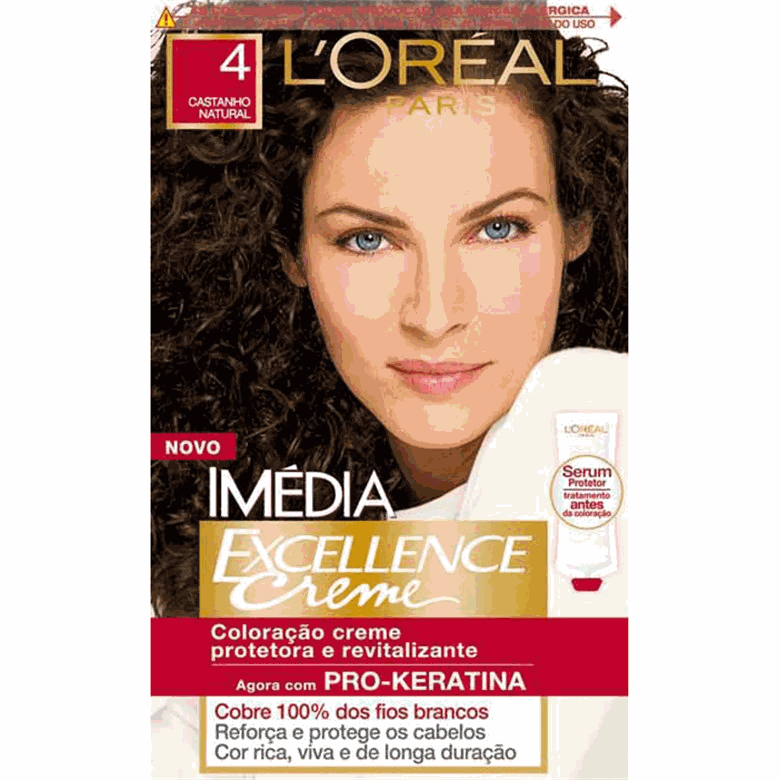 4
CASTANHO
NATURAL
L'ORÉAL
PARIS
NOVO
IMÉDIA
EXCELLENCE
Creme
L'ORÉAL
PARIS
Serum
Protetor
tratamento
antes
da coloração
Coloração creme
protetora e revitalizante
Agora com PRO-KERATINA
Cobre 100% dos fios brancos
Reforça e protege os cabelos
Cor rica, viva e de longa duração